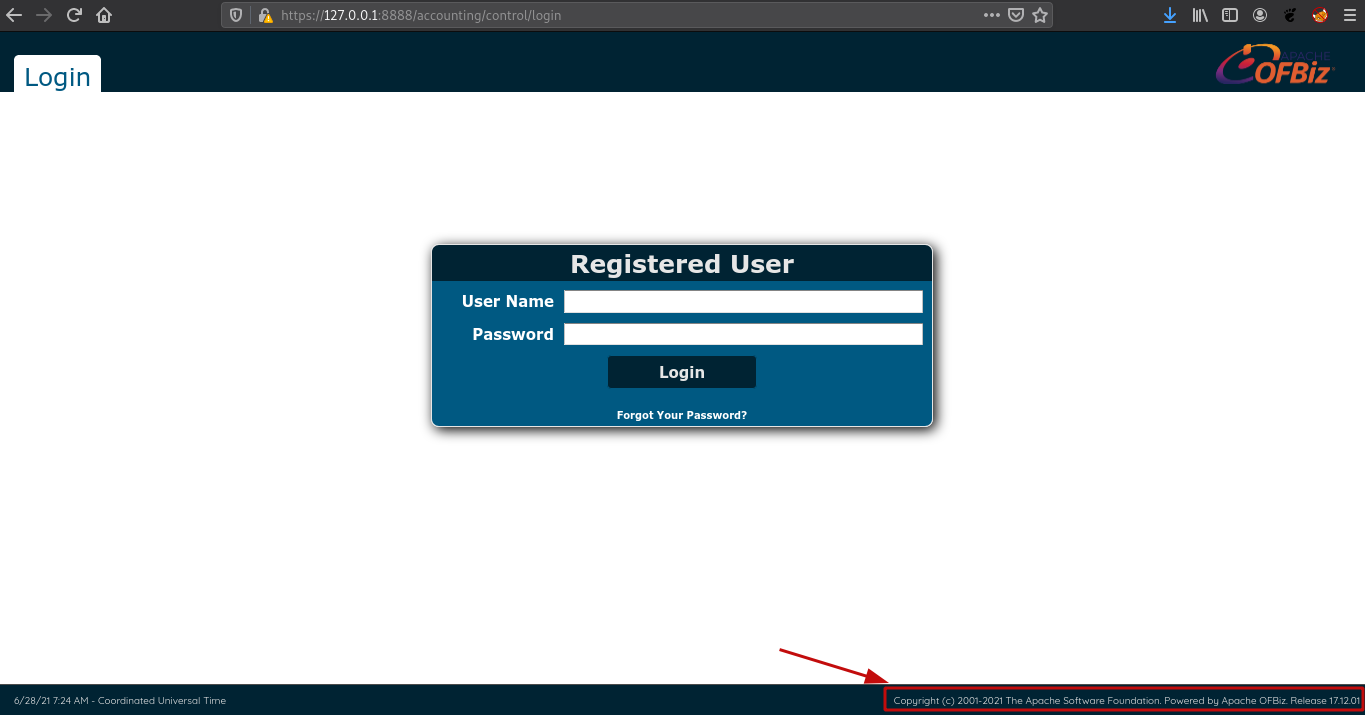 https://127.0.0.1:8888/accounting/control/login
Login
APACHE
OFBiz
Registered User
User Name
Password
Login
Forgot Your Password?
6/28/21 7:24 AM - Coordinated Universal Time
Copyright (c) 2001-2021 The Apache Software Foundation. Powered by Apache OFBiz. Release 17.12.01